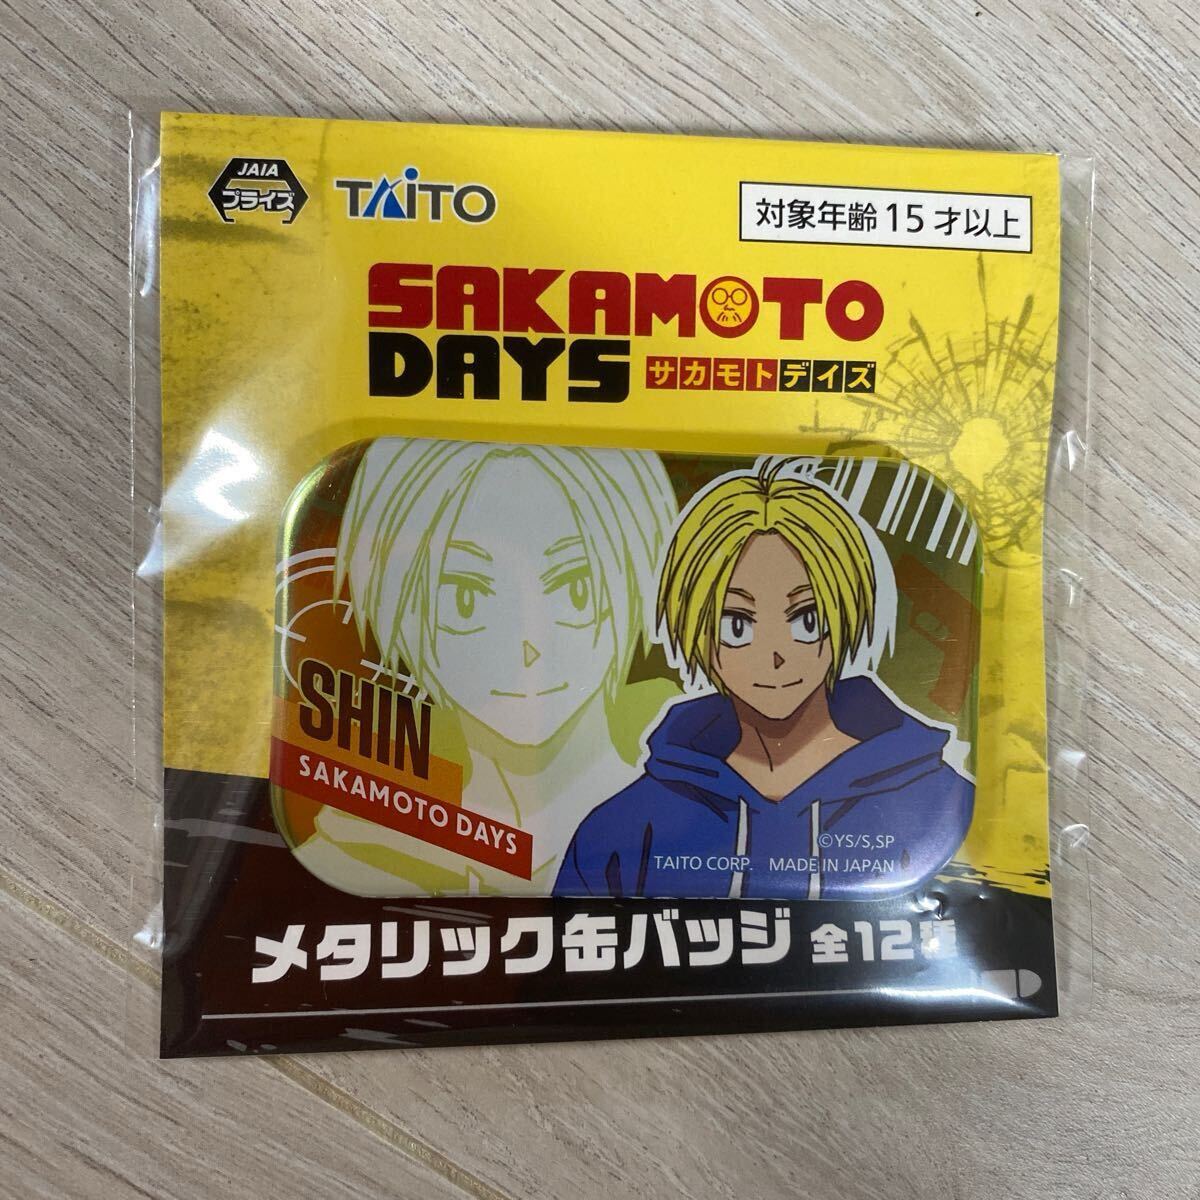 JAIA
プライズ
TAITO
対象年齢 15 才以上
SAKAMOTO
DAYS サカモトデイズ
SHIN
SAKAMOTO DAYS
©YS/S,SP
TAITO CORP. MADE IN JAPAN
メタリック缶バッジ 全12種